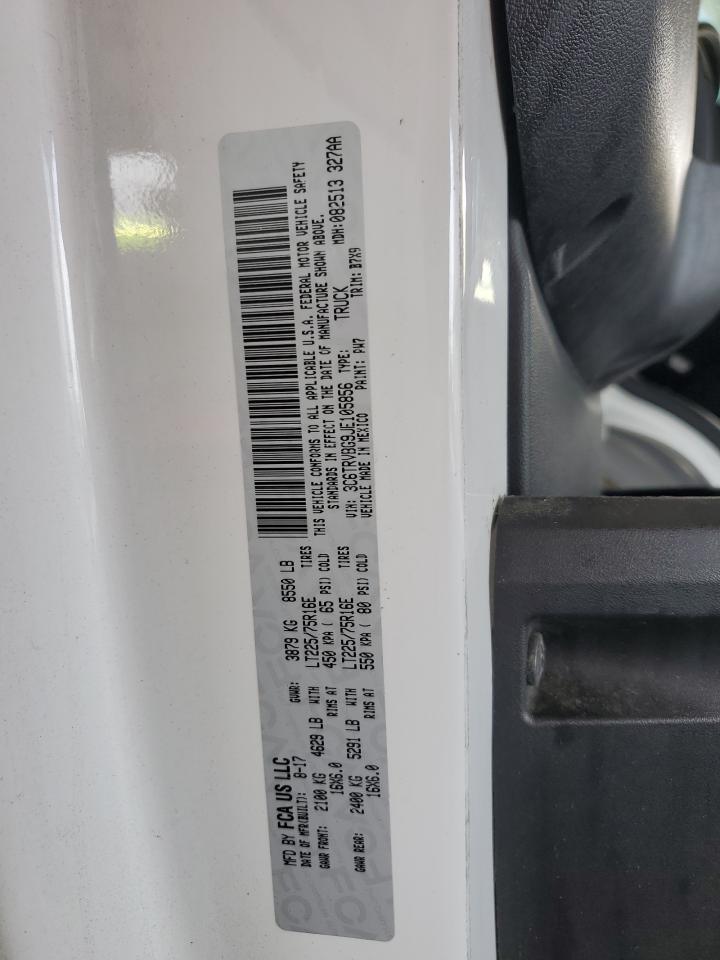 MFD BY FCA US LLC
DATE OF MFR(BUILT): 8-17 GVWR: 3879 KG 8550 LB
GAWR FRONT: 2100 KG 4629 LB WITH LT225/75R16E TIRES
16X6.0 RIMS AT 450 KPA ( 65 PSI) COLD
GAWR REAR: 2400 KG 5291 LB WITH LT225/75R16E TIRES
16X6.0 RIMS AT 550 KPA ( 80 PSI) COLD
THIS VEHICLE CONFORMS TO ALL APPLICABLE U.S.A. FEDERAL MOTOR VEHICLE SAFETY
STANDARDS IN EFFECT ON THE DATE OF MANUFACTURE SHOWN ABOVE.
VIN: 3C6TRVBG9JE105856 TYPE: TRUCK MDH: 082513 327AA
VEHICLE MADE IN MEXICO PAINT: PW7 TRIM: B7X9